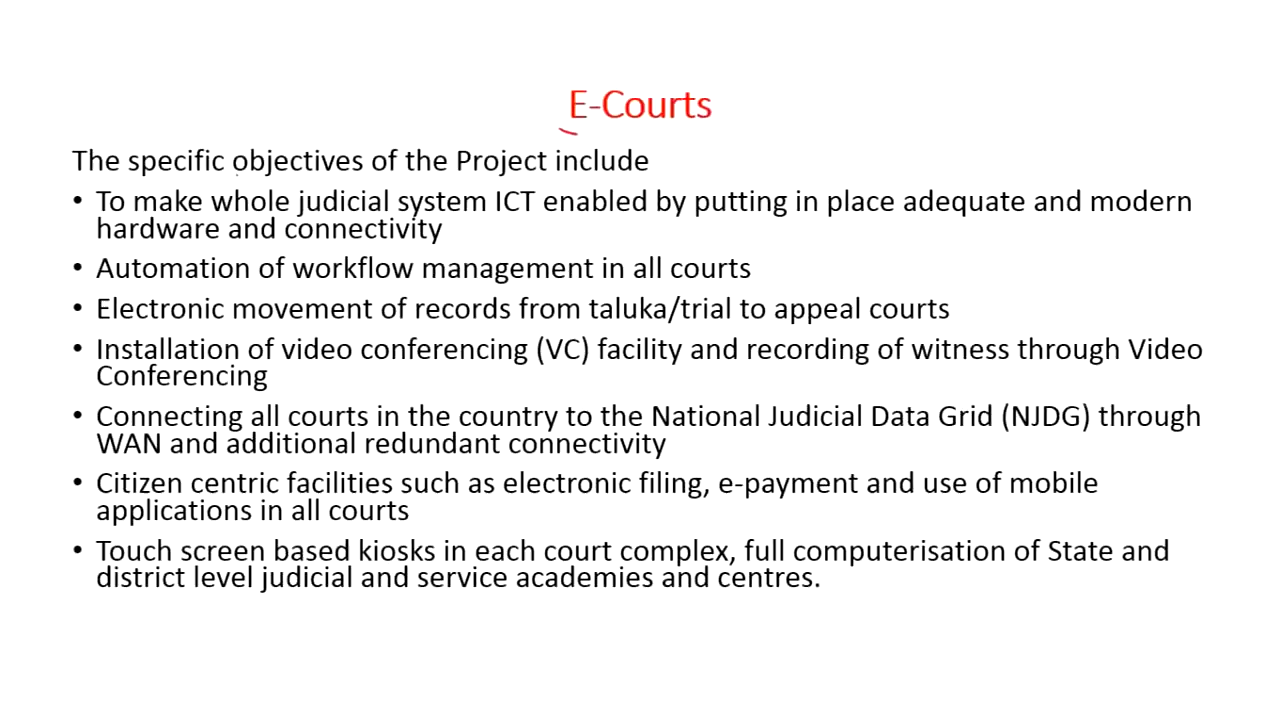 E-Courts
The specific objectives of the Project include
• To make whole judicial system ICT enabled by putting in place adequate and modern
hardware and connectivity
• Automation of workflow management in all courts
• Electronic movement of records from taluka/trial to appeal courts
• Installation of video conferencing (VC) facility and recording of witness through Video
Conferencing
• Connecting all courts in the country to the National Judicial Data Grid (NJDG) through
WAN and additional redundant connectivity
• Citizen centric facilities such as electronic filing, e-payment and use of mobile
applications in all courts
• Touch screen based kiosks in each court complex, full computerisation of State and
district level judicial and service academies and centres.